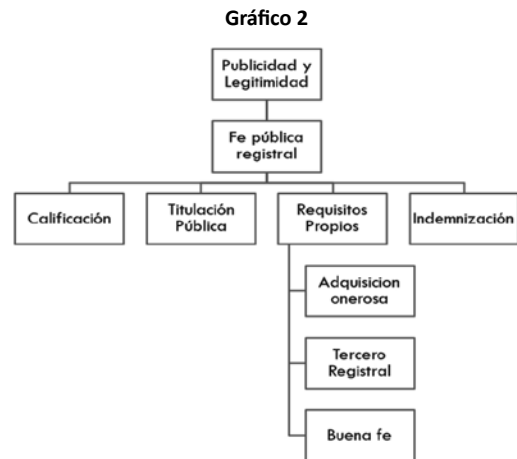 Gráfico 2
Publicidad y
Legitimidad
Fe pública
registral
Calificación
Titulación
Pública
Requisitos
Propios
Indemnización
Adquisicion
onerosa
Tercero
Registral
Buena fe